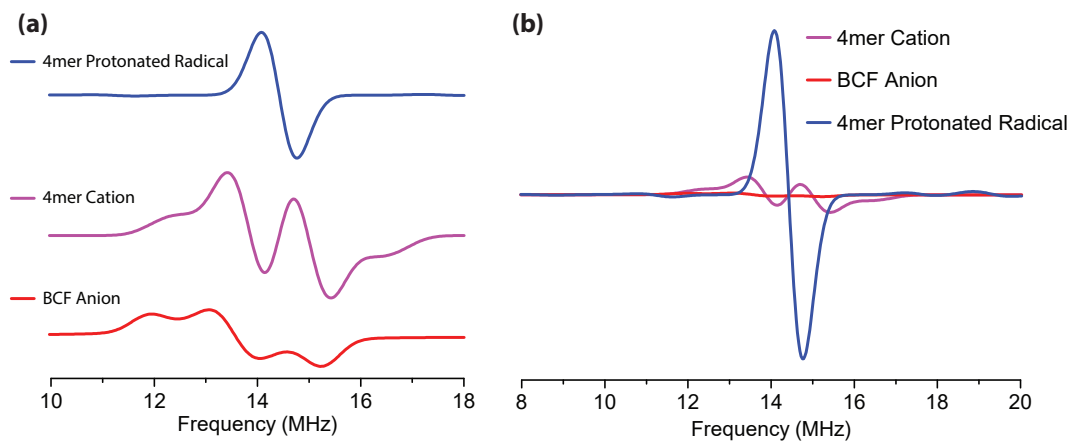 (a)
4mer Protonated Radical
4mer Cation
BCF Anion
10 12 14 16 18
Frequency (MHz)
(b)
4mer Cation
BCF Anion
4mer Protonated Radical
8 10 12 14 16 18 20
Frequency (MHz)